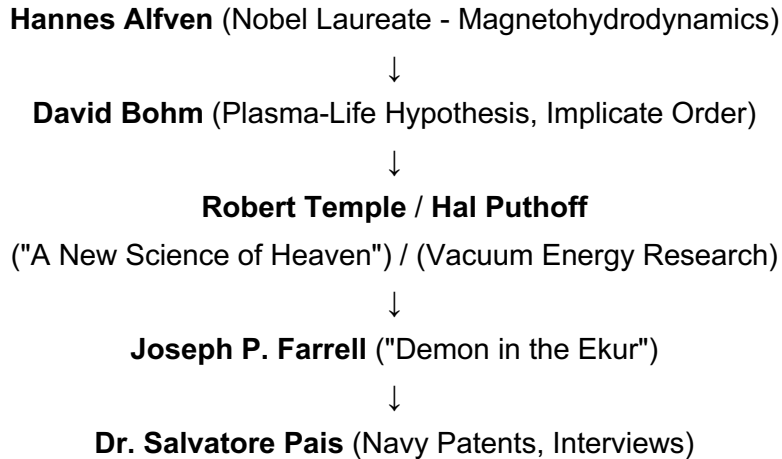 Hannes Alfven (Nobel Laureate - Magnetohydrodynamics)
↓
David Bohm (Plasma-Life Hypothesis, Implicate Order)
↓
Robert Temple / Hal Puthoff
("A New Science of Heaven") / (Vacuum Energy Research)
↓
Joseph P. Farrell ("Demon in the Ekur")
↓
Dr. Salvatore Pais (Navy Patents, Interviews)